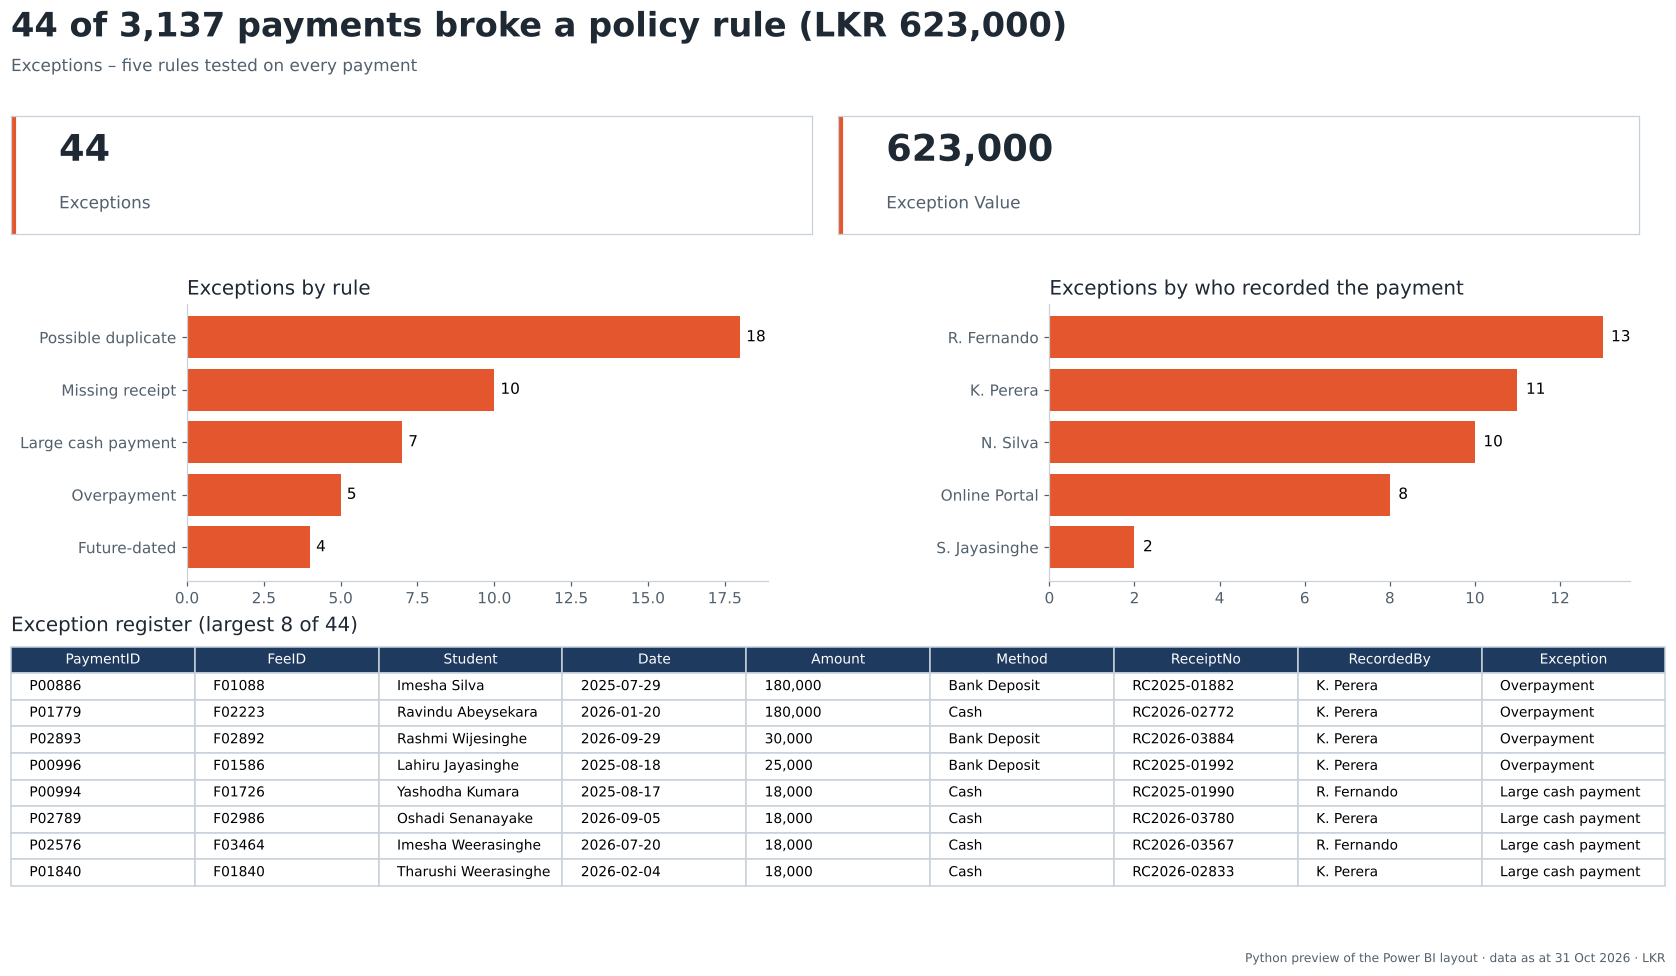 44 of 3,137 payments broke a policy rule (LKR 623,000)
Exceptions – five rules tested on every payment
44
Exceptions
623,000
Exception Value
Exceptions by rule
Possible duplicate 18
Missing receipt 10
Large cash payment 7
Overpayment 5
Future-dated 4
0.0 2.5 5.0 7.5 10.0 12.5 15.0 17.5
Exceptions by who recorded the payment
R. Fernando 13
K. Perera 11
N. Silva 10
Online Portal 8
S. Jayasinghe 2
0 2 4 6 8 10 12
Exception register (largest 8 of 44)
PaymentID FeeID Student Date Amount Method ReceiptNo RecordedBy Exception
P00886 F01088 Imesha Silva 2025-07-29 180,000 Bank Deposit RC2025-01882 K. Perera Overpayment
P01779 F02223 Ravindu Abeysekara 2026-01-20 180,000 Cash RC2026-02772 K. Perera Overpayment
P02893 F02892 Rashmi Wijesinghe 2026-09-29 30,000 Bank Deposit RC2026-03884 K. Perera Overpayment
P00996 F01586 Lahiru Jayasinghe 2025-08-18 25,000 Bank Deposit RC2025-01992 K. Perera Overpayment
P00994 F01726 Yashodha Kumara 2025-08-17 18,000 Cash RC2025-01990 R. Fernando Large cash payment
P02789 F02986 Oshadi Senanayake 2026-09-05 18,000 Cash RC2026-03780 K. Perera Large cash payment
P02576 F03464 Imesha Weerasinghe 2026-07-20 18,000 Cash RC2026-03567 R. Fernando Large cash payment
P01840 F01840 Tharushi Weerasinghe 2026-02-04 18,000 Cash RC2026-02833 K. Perera Large cash payment
Python preview of the Power BI layout · data as at 31 Oct 2026 · LKR